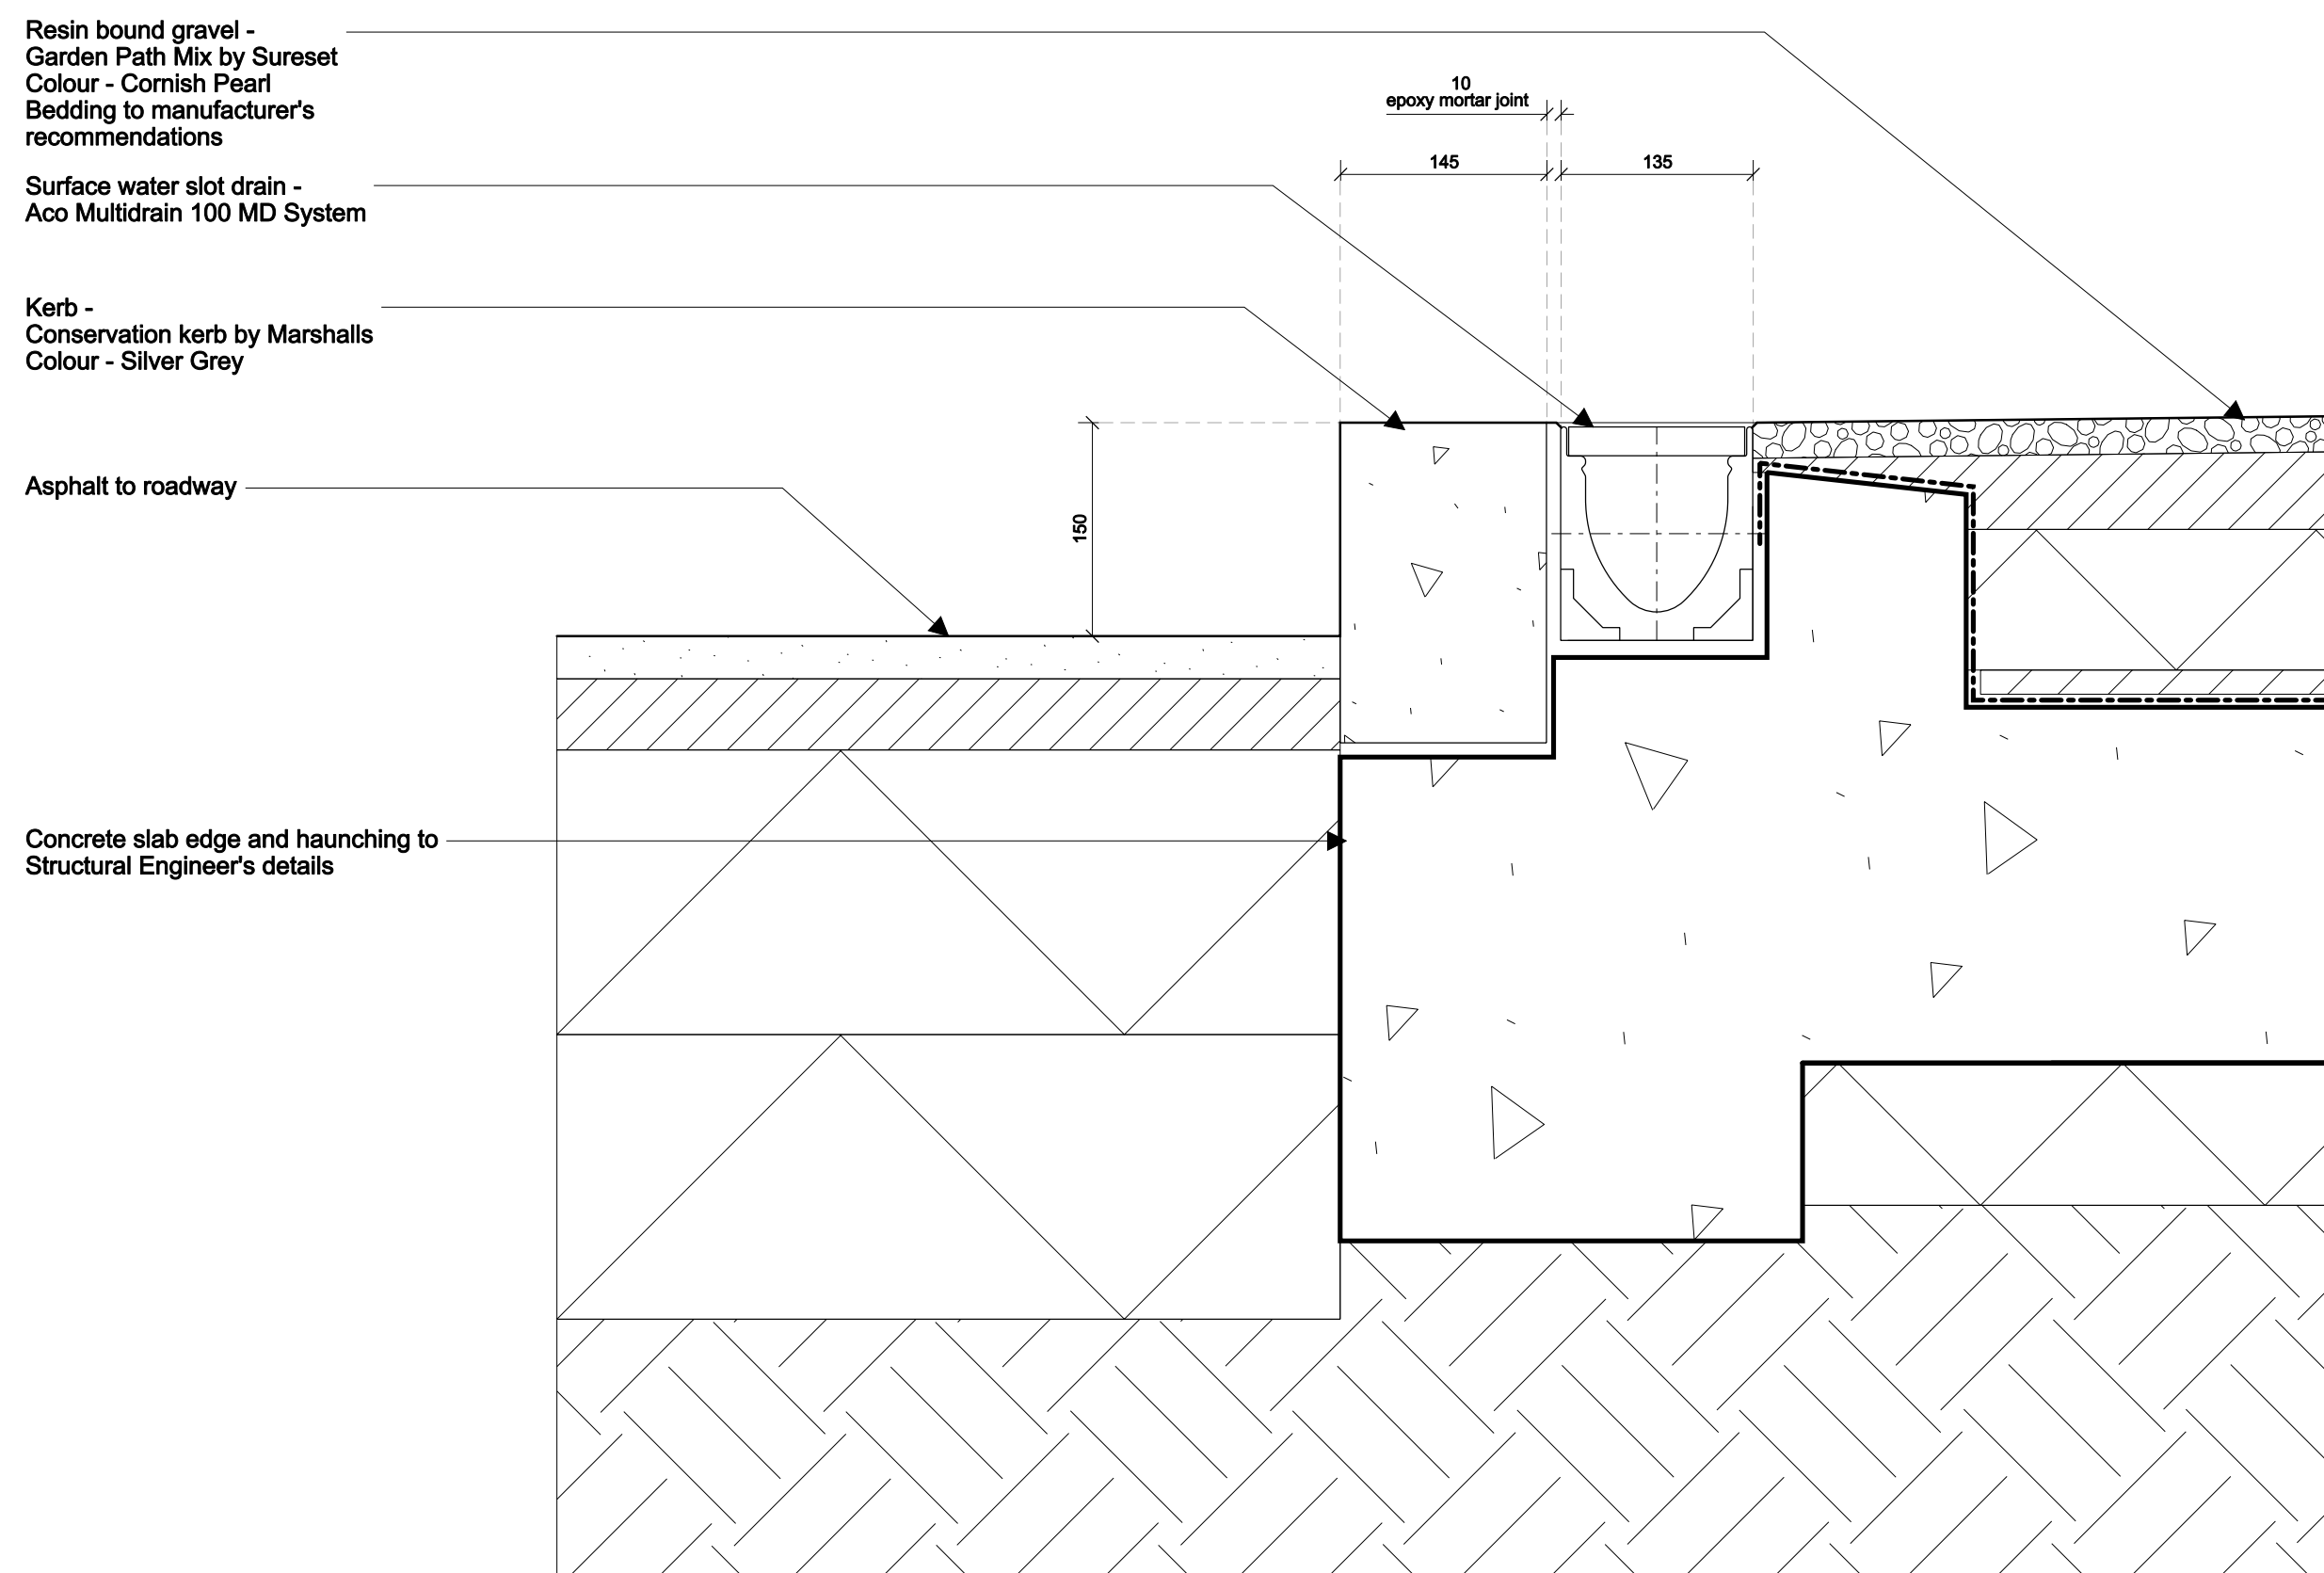 Resin bound gravel -
Garden Path Mix by Sureset
Colour - Cornish Pearl
Bedding to manufacturer's
recommendations
Surface water slot drain -
Aco Multidrain 100 MD System
Kerb -
Conservation kerb by Marshalls
Colour - Silver Grey
Asphalt to roadway
Concrete slab edge and haunching to
Structural Engineer's details
10
epoxy mortar joint
145
135
150